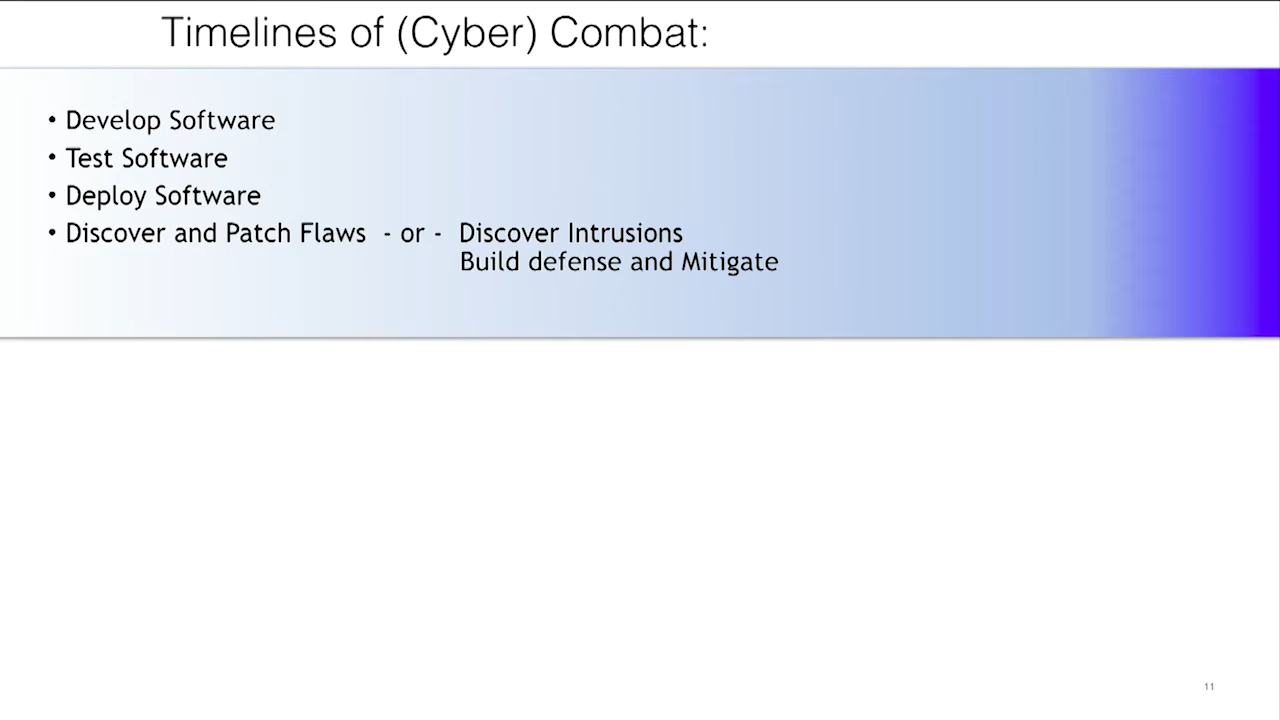 Timelines of (Cyber) Combat:
• Develop Software
• Test Software
• Deploy Software
• Discover and Patch Flaws - or - Discover Intrusions
Build defense and Mitigate
11